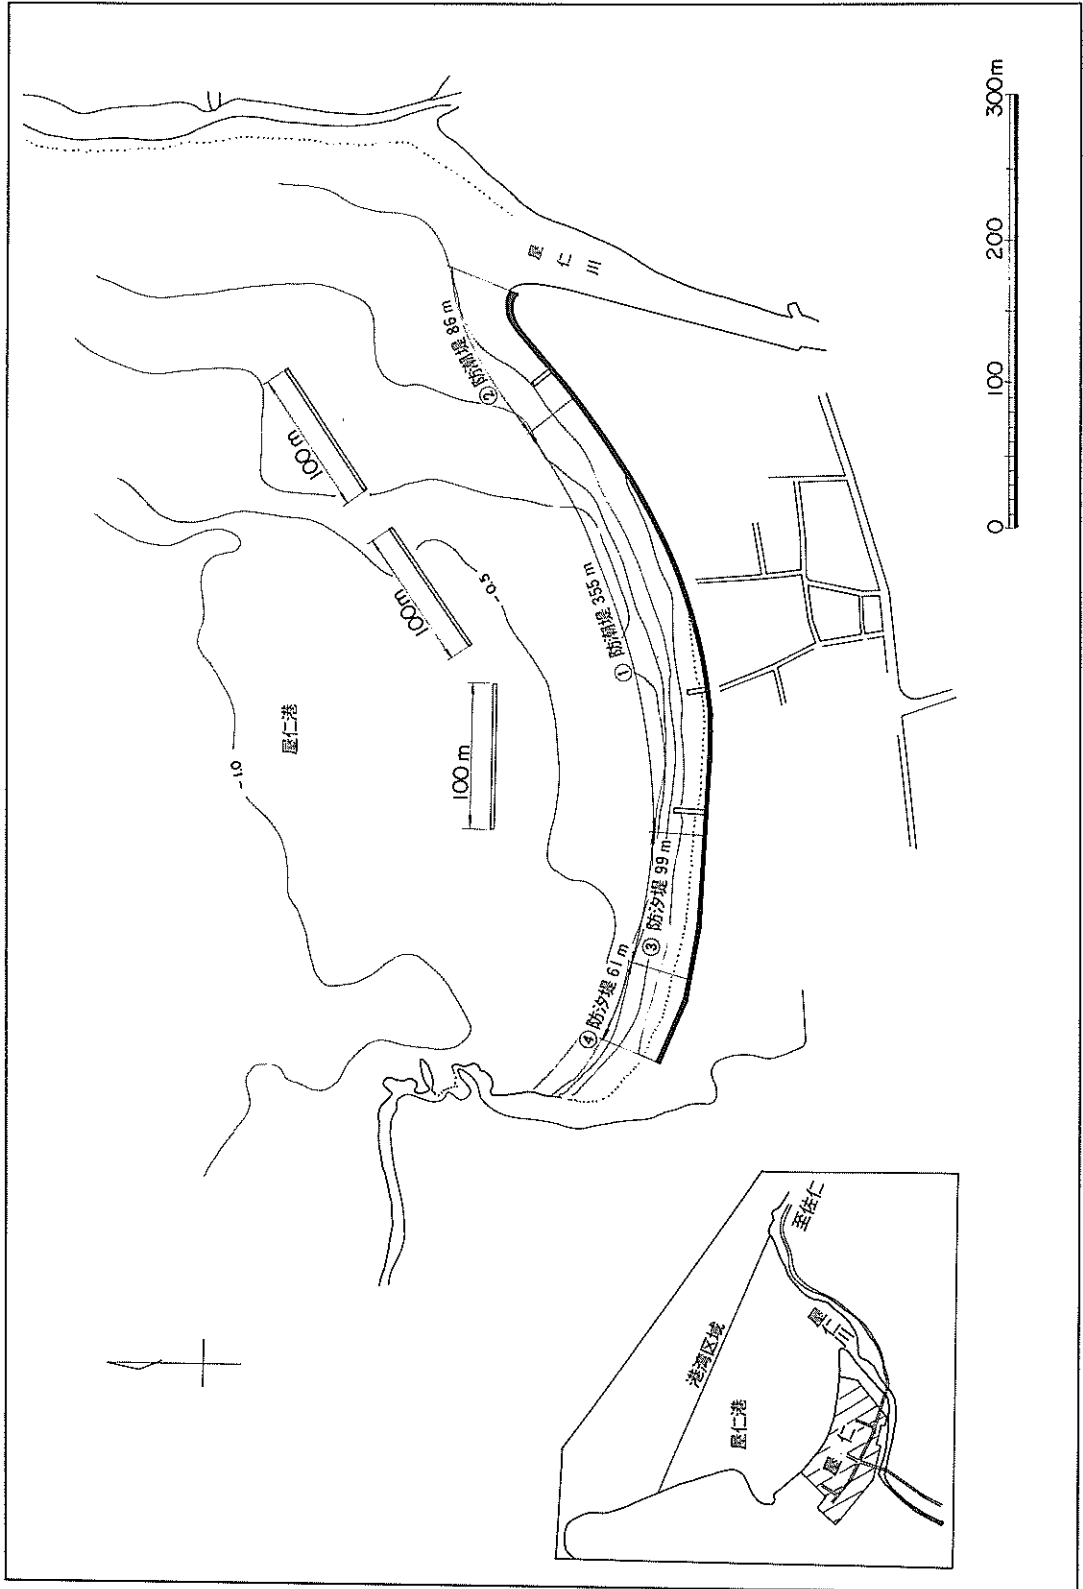 屋仁港
-1.0
-0.5
100 m
100m
100 m
屋仁川
④ 防汐堤 61 m
③ 防汐堤 99 m
① 防潮堤 355 m
② 防潮堤 86 m
0 100 200 300m
港湾区域
屋仁港
屋仁川
屋・仁
至佐仁